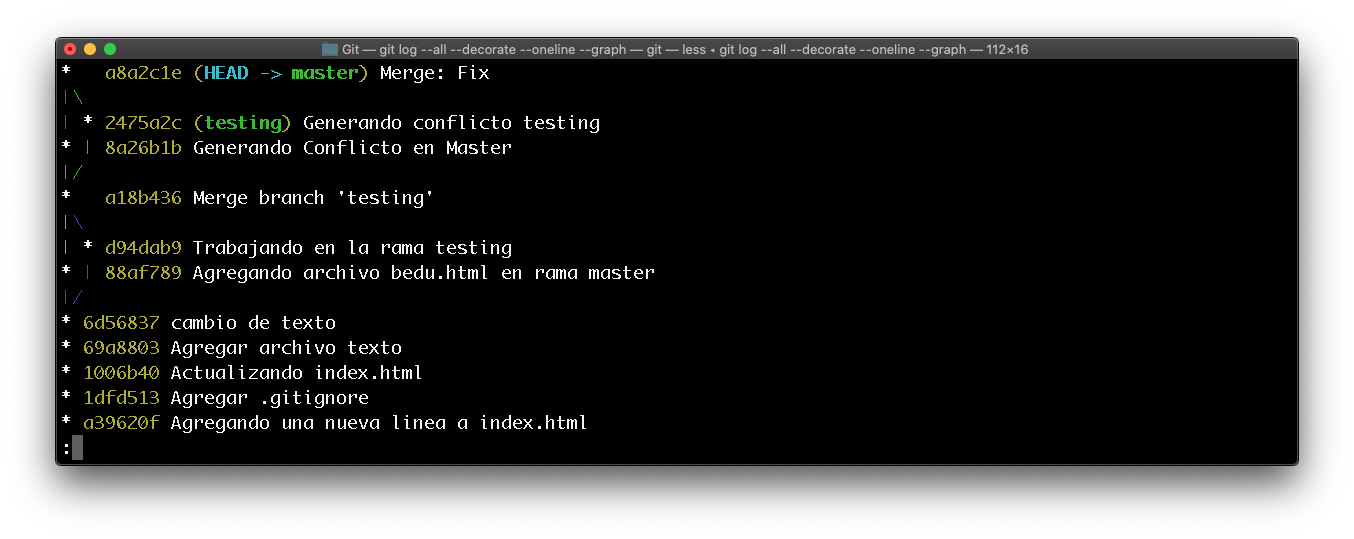 Git — git log --all --decorate --oneline --graph — git — less ◂ git log --all --decorate --oneline --graph — 112×16
*   a8a2c1e (HEAD -> master) Merge: Fix
|\
| * 2475a2c (testing) Generando conflicto testing
* | 8a26b1b Generando Conflicto en Master
|/
*   a18b436 Merge branch 'testing'
|\
| * d94dab9 Trabajando en la rama testing
* | 88af789 Agregando archivo bedu.html en rama master
|/
* 6d56837 cambio de texto
* 69a8803 Agregar archivo texto
* 1006b40 Actualizando index.html
* 1dfd513 Agregar .gitignore
* a39620f Agregando una nueva linea a index.html
: